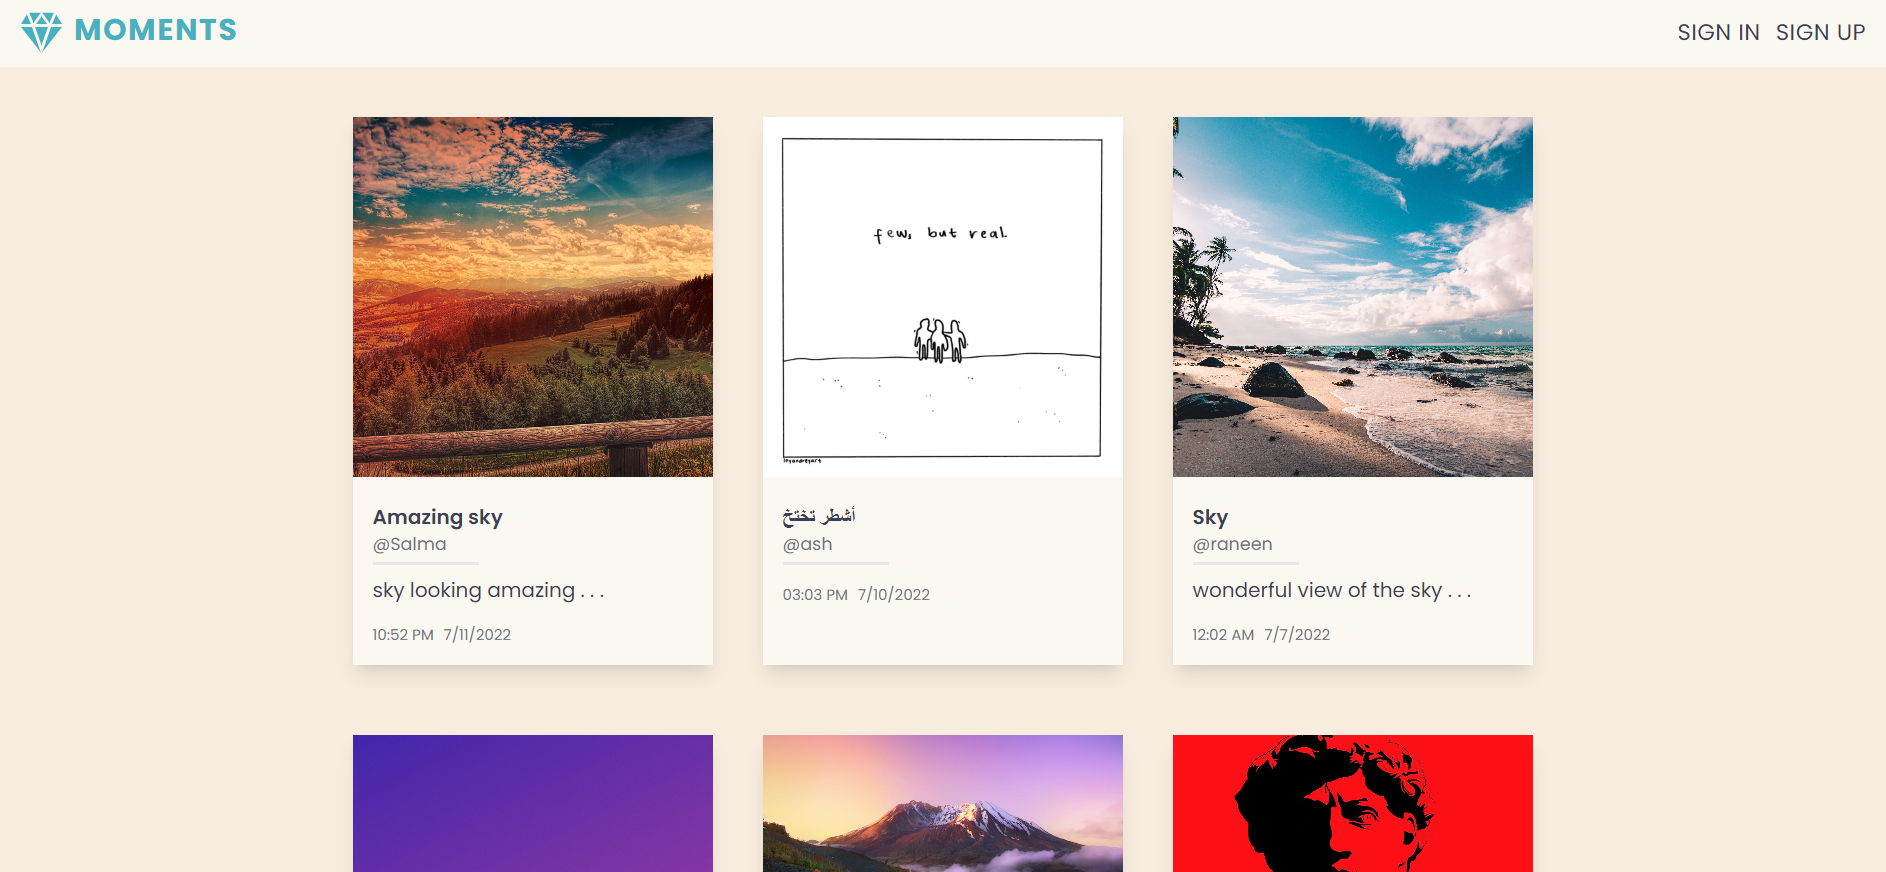 MOMENTS
SIGN IN SIGN UP
few, but real.
leyandreyart
Amazing sky
@Salma
sky looking amazing . . .
10:52 PM 7/11/2022
أشطر تختخ
@ash
03:03 PM 7/10/2022
Sky
@raneen
wonderful view of the sky . . .
12:02 AM 7/7/2022